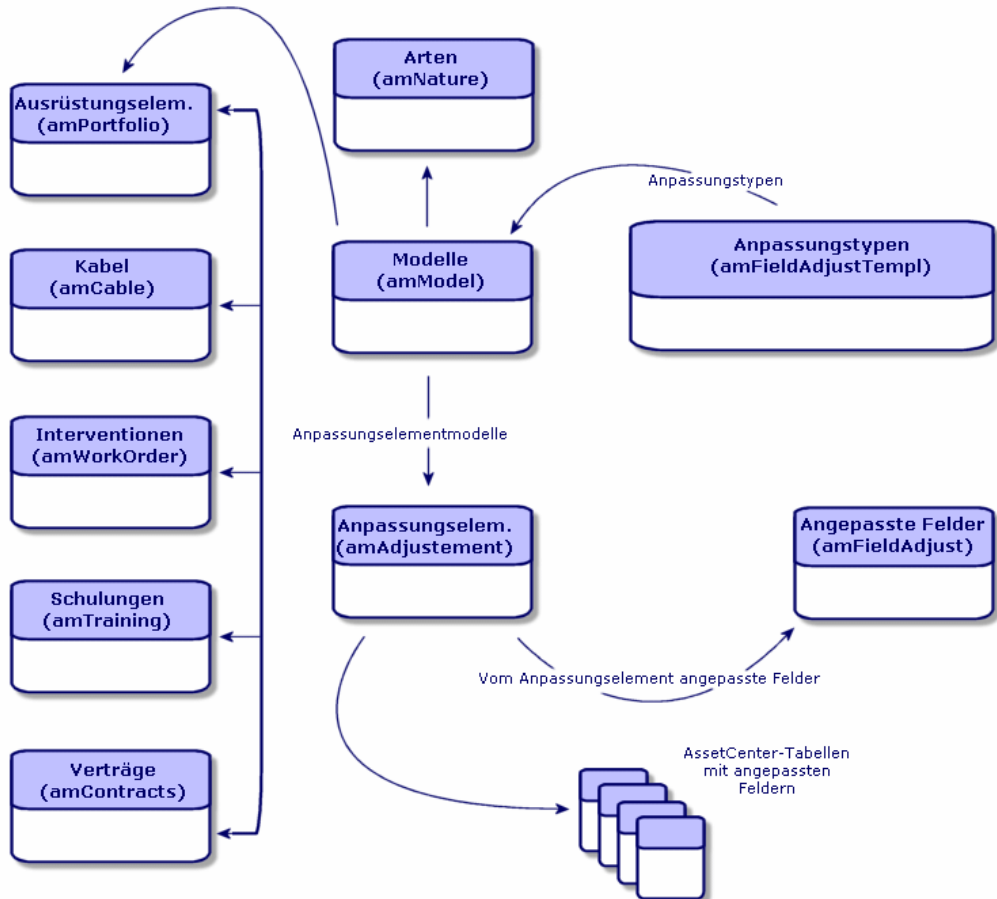 Arten
(amNature)
Ausrüstungselem.
(amPortfolio)
Anpassungstypen
Kabel
(amCable)
Modelle
(amModel)
Anpassungstypen
(amFieldAdjustTempl)
Interventionen
(amWorkOrder)
Anpassungselementmodelle
Anpassungselem.
(amAdjustement)
Angepasste Felder
(amFieldAdjust)
Schulungen
(amTraining)
Vom Anpassungselement angepasste Felder
Verträge
(amContracts)
AssetCenter-Tabellen
mit angepassten
Feldern